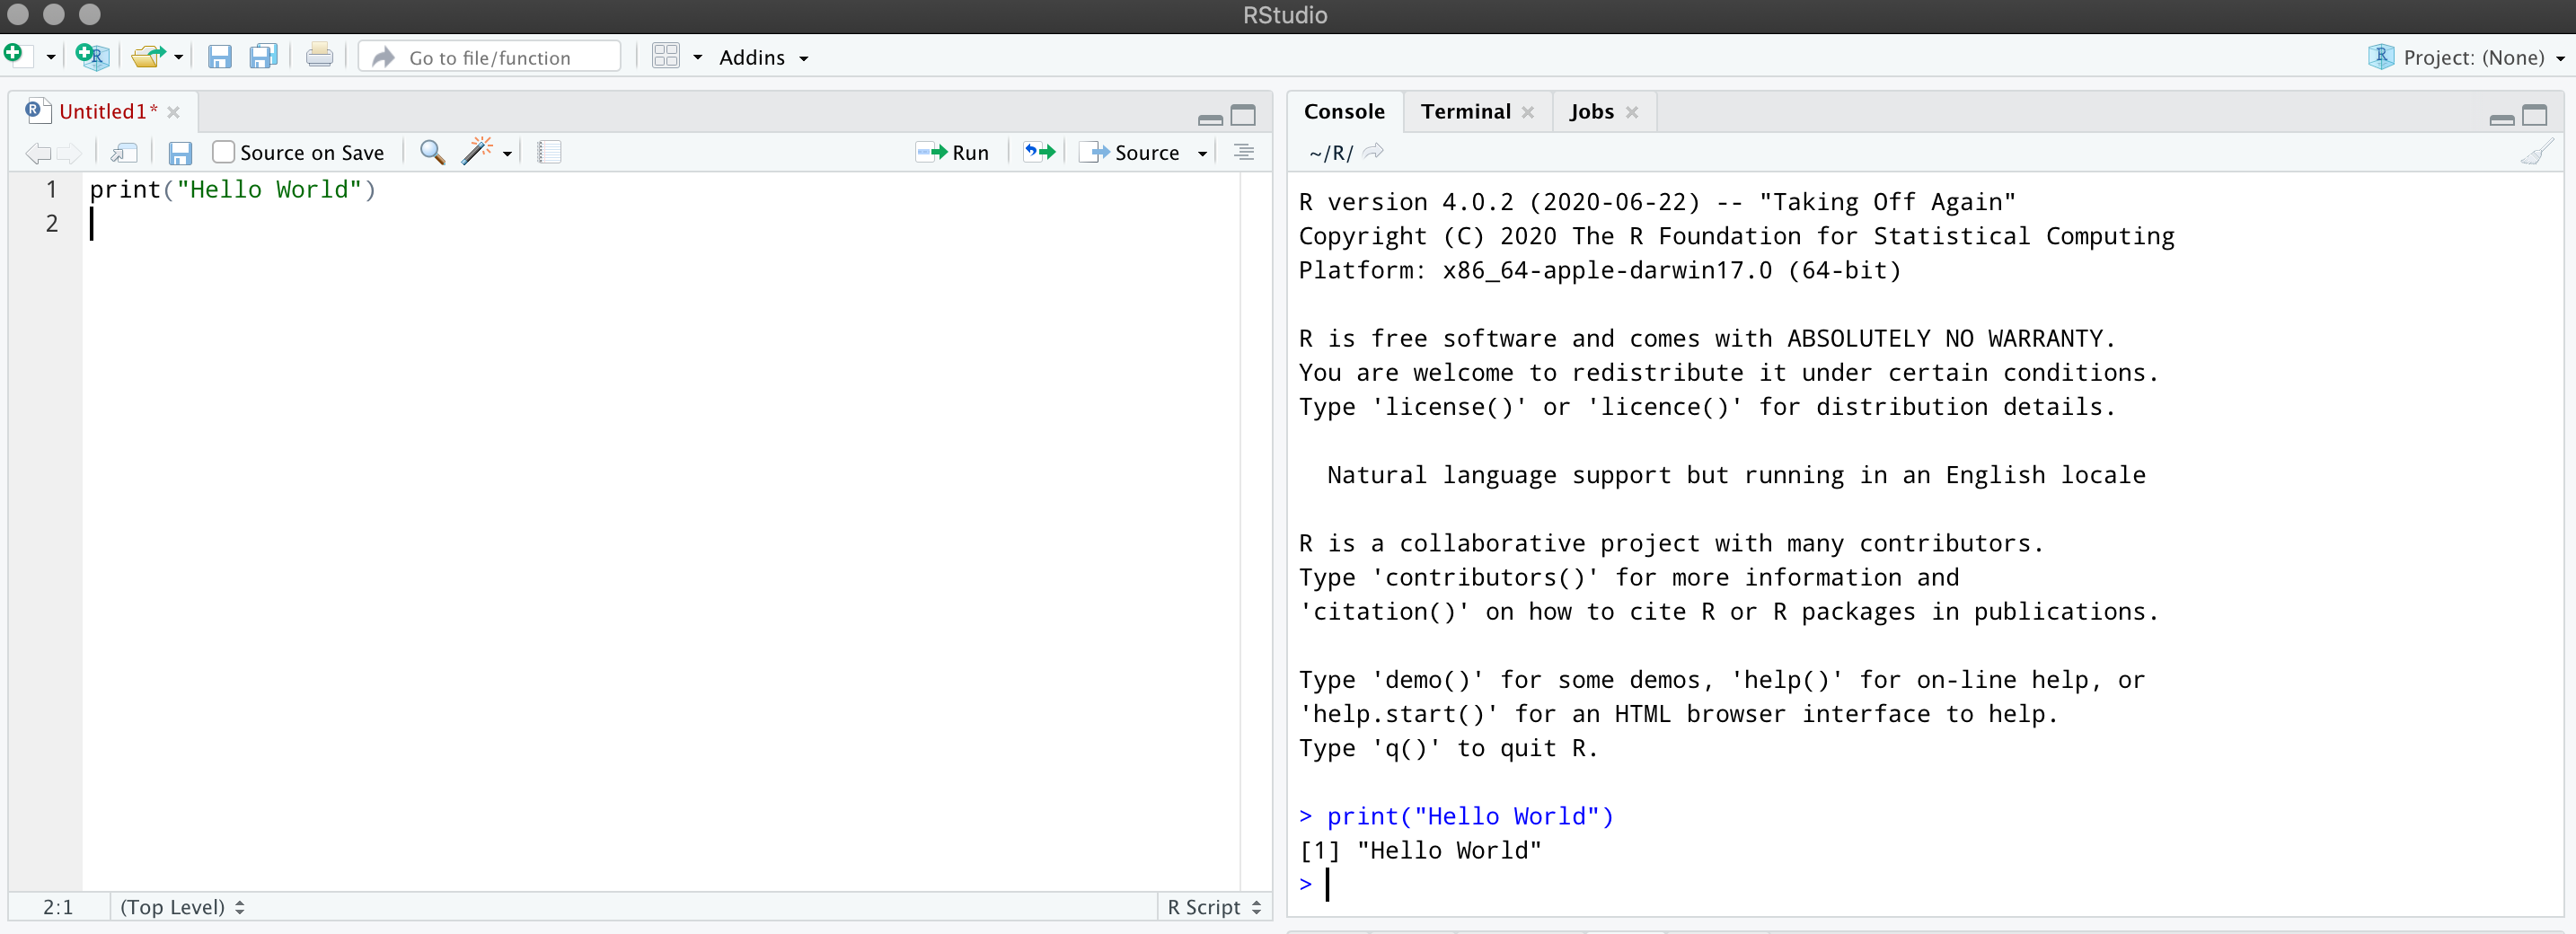 RStudio
Go to file/function
Addins
Project: (None)
Untitled1*
Source on Save
Run
Source
1 print("Hello World")
2
2:1 (Top Level) R Script
Console Terminal Jobs
~/R/
R version 4.0.2 (2020-06-22) -- "Taking Off Again"
Copyright (C) 2020 The R Foundation for Statistical Computing
Platform: x86_64-apple-darwin17.0 (64-bit)
R is free software and comes with ABSOLUTELY NO WARRANTY.
You are welcome to redistribute it under certain conditions.
Type 'license()' or 'licence()' for distribution details.
Natural language support but running in an English locale
R is a collaborative project with many contributors.
Type 'contributors()' for more information and
'citation()' on how to cite R or R packages in publications.
Type 'demo()' for some demos, 'help()' for on-line help, or
'help.start()' for an HTML browser interface to help.
Type 'q()' to quit R.
> print("Hello World")
[1] "Hello World"
>